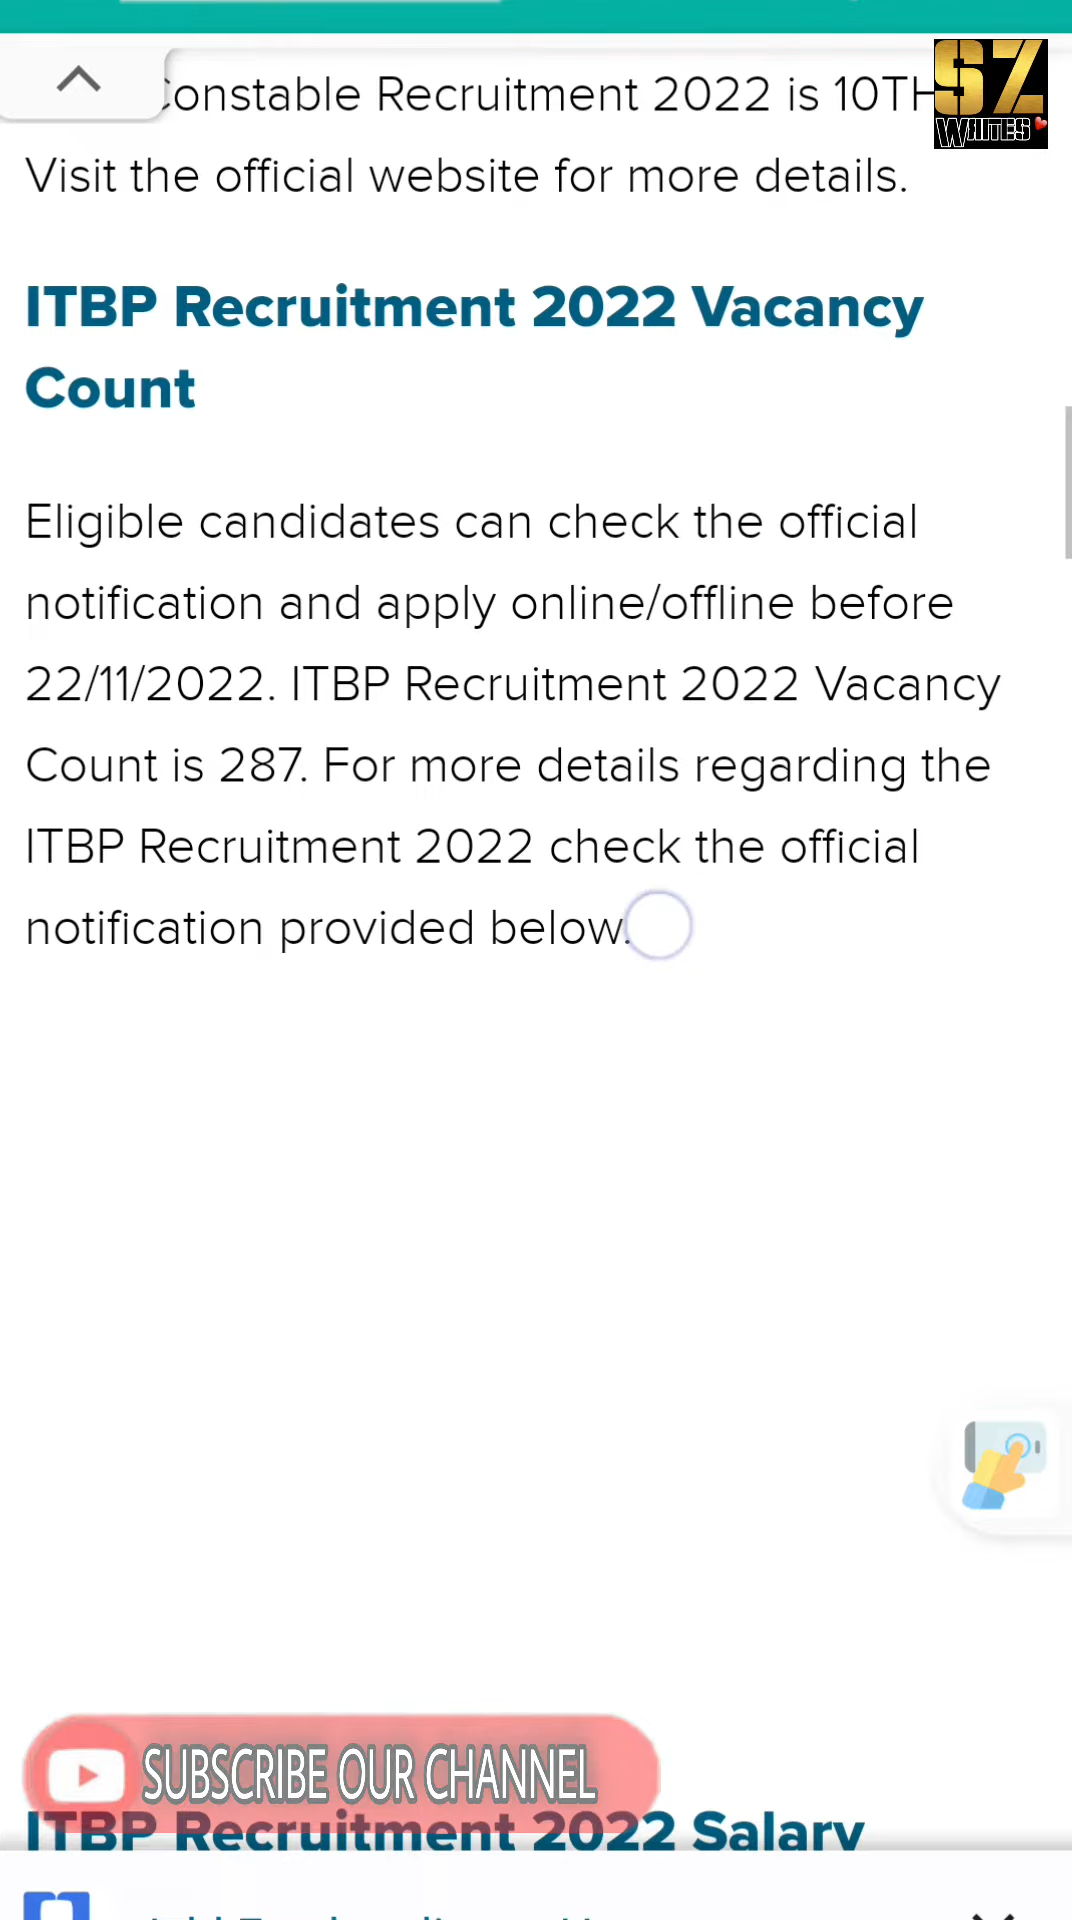 onstable Recruitment 2022 is 10TH
SZ
WRITES
Visit the official website for more details.
ITBP Recruitment 2022 Vacancy
Count
Eligible candidates can check the official
notification and apply online/offline before
22/11/2022. ITBP Recruitment 2022 Vacancy
Count is 287. For more details regarding the
ITBP Recruitment 2022 check the official
notification provided below.
SUBSCRIBE OUR CHANNEL
ITBP Recruitment 2022 Salary